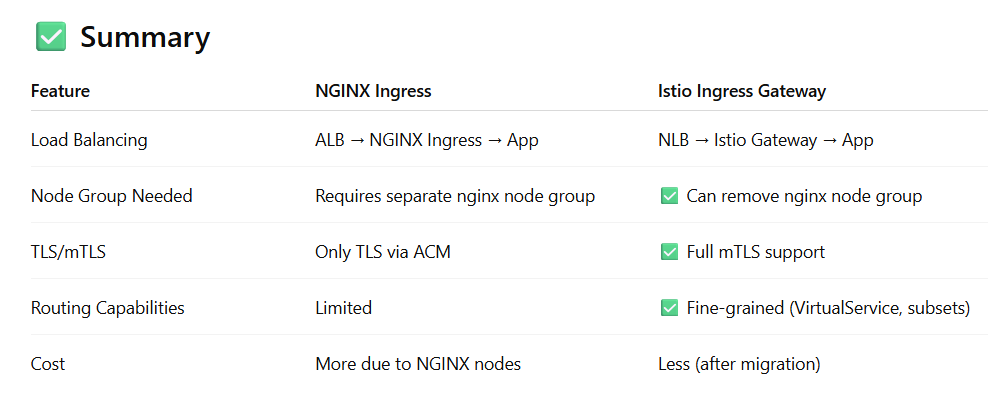 ✅ Summary
Feature NGINX Ingress Istio Ingress Gateway
Load Balancing ALB → NGINX Ingress → App NLB → Istio Gateway → App
Node Group Needed Requires separate nginx node group ✅ Can remove nginx node group
TLS/mTLS Only TLS via ACM ✅ Full mTLS support
Routing Capabilities Limited ✅ Fine-grained (VirtualService, subsets)
Cost More due to NGINX nodes Less (after migration)